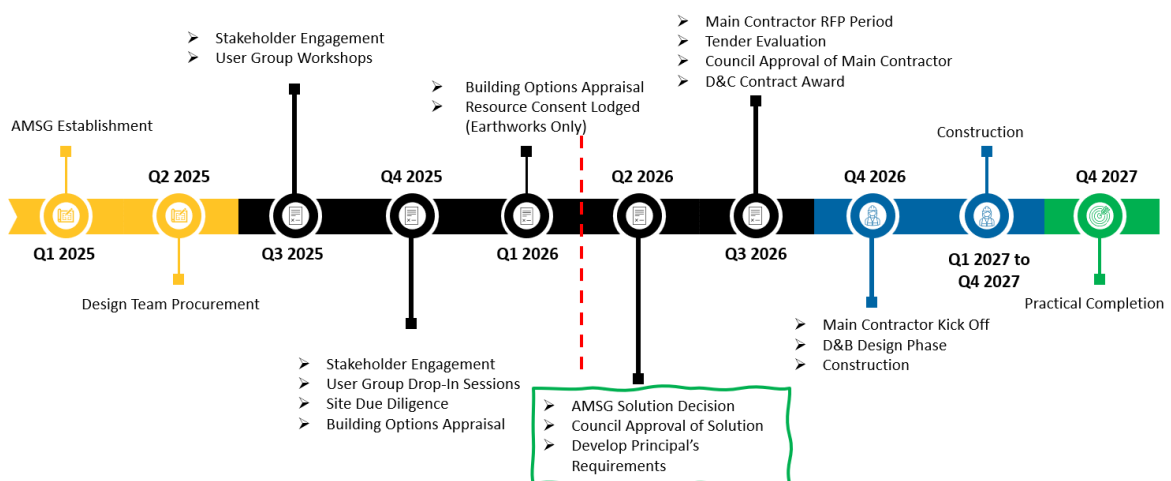 Stakeholder Engagement
User Group Workshops
Main Contractor RFP Period
Tender Evaluation
Council Approval of Main Contractor
D&C Contract Award
Building Options Appraisal
Resource Consent Lodged
(Earthworks Only)
AMSG Establishment
Construction
Q2 2025
Q4 2025
Q2 2026
Q4 2026
Q4 2027
Q1 2025
Q3 2025
Q1 2026
Q3 2026
Q1 2027 to
Q4 2027
Design Team Procurement
Practical Completion
Main Contractor Kick Off
D&B Design Phase
Construction
Stakeholder Engagement
User Group Drop-In Sessions
Site Due Diligence
Building Options Appraisal
AMSG Solution Decision
Council Approval of Solution
Develop Principal's
Requirements